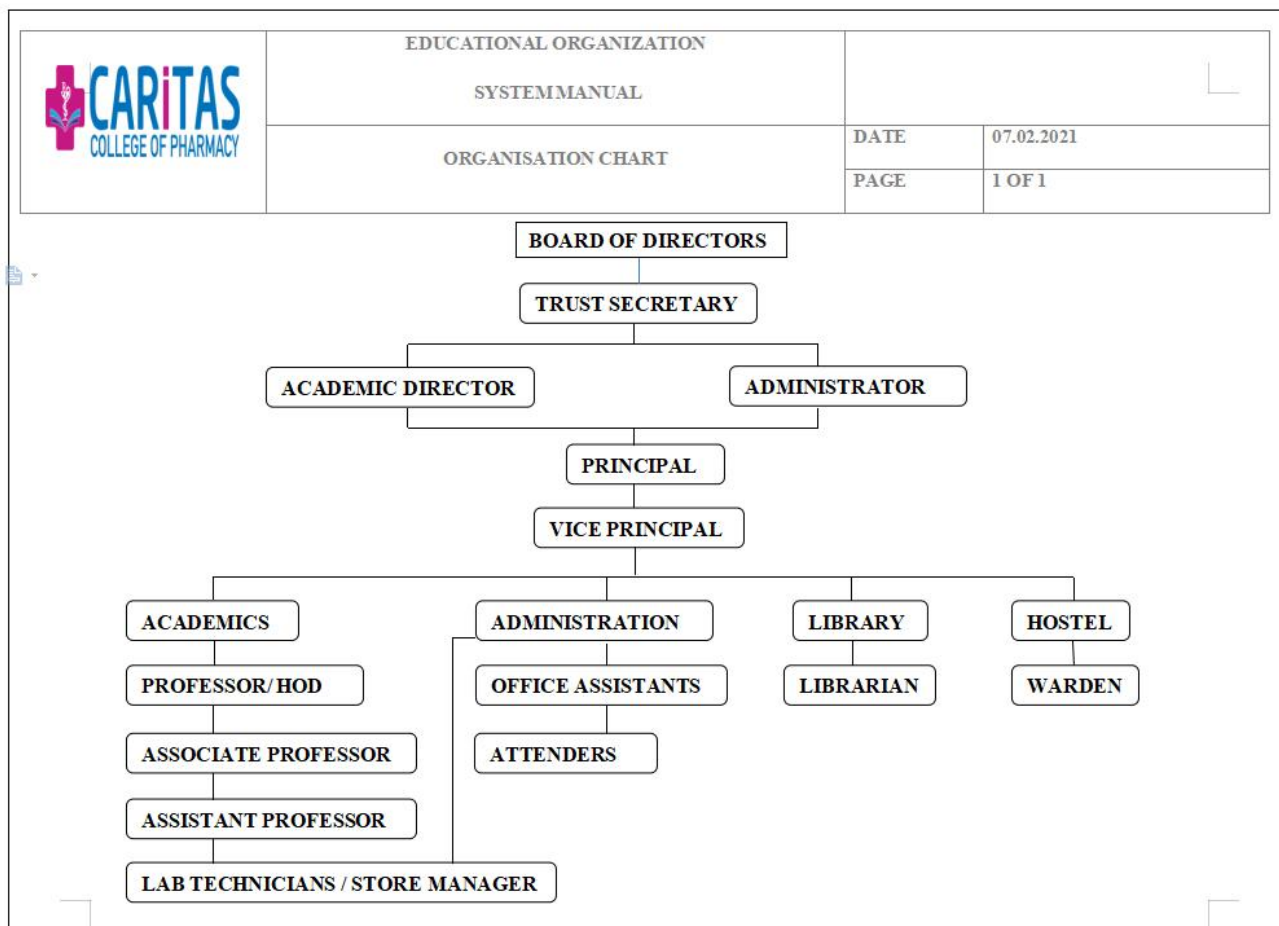 CARiTAS
COLLEGE OF PHARMACY
EDUCATIONAL ORGANIZATION
SYSTEM MANUAL
ORGANISATION CHART
DATE 07.02.2021
PAGE 1 OF 1
BOARD OF DIRECTORS
TRUST SECRETARY
ACADEMIC DIRECTOR ADMINISTRATOR
PRINCIPAL
VICE PRINCIPAL
ACADEMICS ADMINISTRATION LIBRARY HOSTEL
PROFESSOR/ HOD OFFICE ASSISTANTS LIBRARIAN WARDEN
ASSOCIATE PROFESSOR ATTENDERS
ASSISTANT PROFESSOR
LAB TECHNICIANS / STORE MANAGER